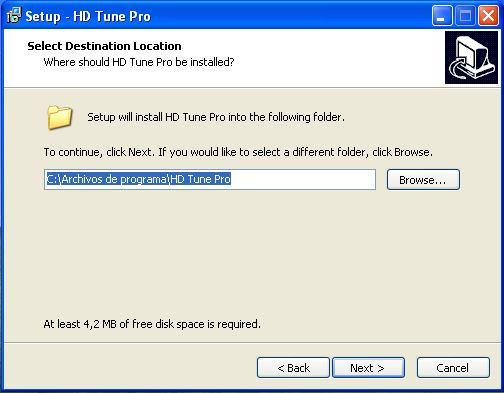 Setup - HD Tune Pro
Select Destination Location
Where should HD Tune Pro be installed?
Setup will install HD Tune Pro into the following folder.
To continue, click Next. If you would like to select a different folder, click Browse.
C:\Archivos de programa\HD Tune Pro
Browse...
At least 4,2 MB of free disk space is required.
< Back
Next >
Cancel